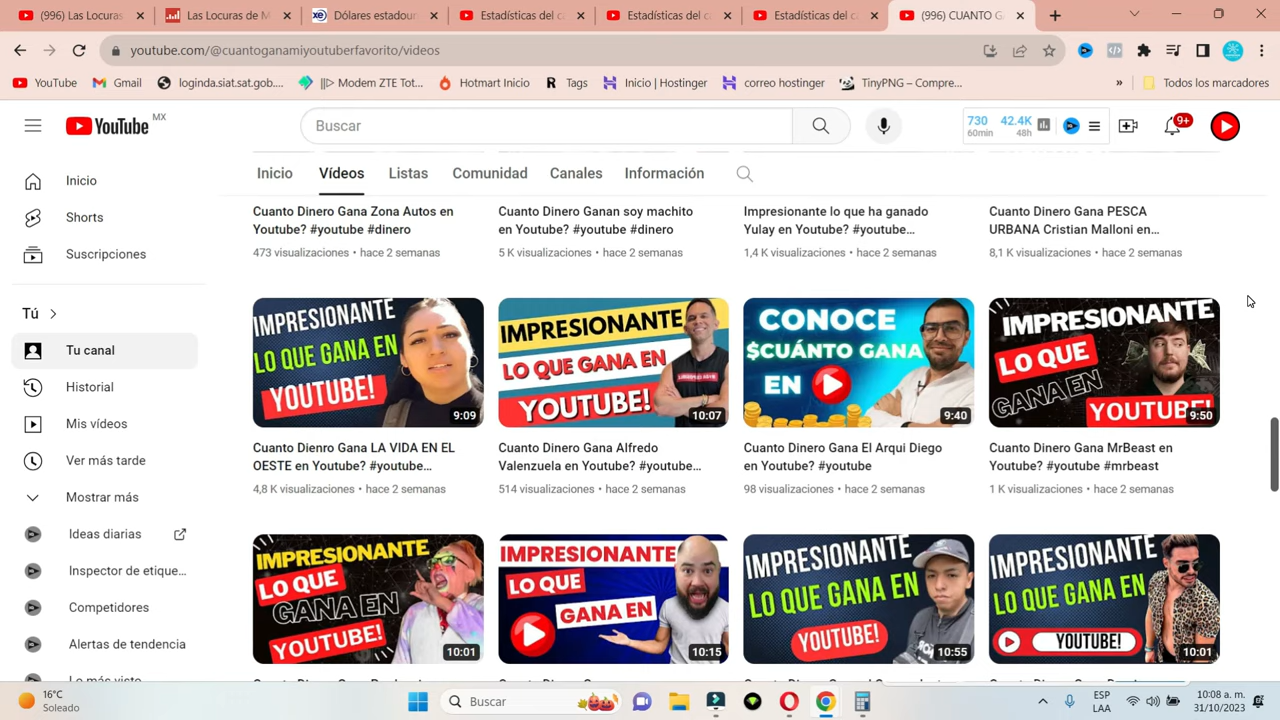 (996) Las Locuras
Las Locuras de M
Dólares estadour
Estadísticas del c
Estadísticas del c
Estadísticas del c
(996) CUANTO G
youtube.com/@cuantoganamiyoutuberfavorito/videos
YouTube
Gmail
loginda.siat.sat.gob....
|| Modem ZTE Tot...
Hotmart Inicio
Tags
Inicio | Hostinger
correo hostinger
TinyPNG – Compre...
»
Todos los marcadores
YouTube MX
Buscar
730 42.4K
60min 48h
9+
Inicio
Vídeos
Listas
Comunidad
Canales
Información
Inicio
Shorts
Suscripciones
Tú
Tu canal
Historial
Mis vídeos
Ver más tarde
Mostrar más
Ideas diarias
Inspector de etique...
Competidores
Alertas de tendencia
Lo más visto
Cuanto Dinero Gana Zona Autos en
Youtube? #youtube #dinero
473 visualizaciones • hace 2 semanas
Cuanto Dinero Ganan soy machito
en Youtube? #youtube #dinero
5 K visualizaciones • hace 2 semanas
Impresionante lo que ha ganado
Yulay en Youtube? #youtube...
1,4 K visualizaciones • hace 2 semanas
Cuanto Dinero Gana PESCA
URBANA Cristian Malloni en...
8,1 K visualizaciones • hace 2 semanas
IMPRESIONANTE
LO QUE GANA EN
YOUTUBE!
9:09
Cuanto Dienro Gana LA VIDA EN EL
OESTE en Youtube? #youtube...
4,8 K visualizaciones • hace 2 semanas
IMPRESIONANTE
LO QUE GANA EN
YOUTUBE!
10:07
Cuanto Dinero Gana Alfredo
Valenzuela en Youtube? #youtube...
514 visualizaciones • hace 2 semanas
CONOCE
$CUÁNTO GANA
EN
9:40
Cuanto Dinero Gana El Arqui Diego
en Youtube? #youtube
98 visualizaciones • hace 2 semanas
IMPRESIONANTE
LO QUE
GANA EN
YOUTUBE!
9:50
Cuanto Dinero Gana MrBeast en
Youtube? #youtube #mrbeast
1 K visualizaciones • hace 2 semanas
IMPRESIONANTE
LO QUE
GANA EN
YOUTUBE!
10:01
IMPRESIONANTE
LO QUE
GANA EN
10:15
IMPRESIONANTE
LO QUE GANA EN
YOUTUBE!
10:55
IMPRESIONANTE
LO QUE GANA EN
YOUTUBE!
10:01
16°C
Soleado
Buscar
ESP
LAA
10:08 a. m.
31/10/2023